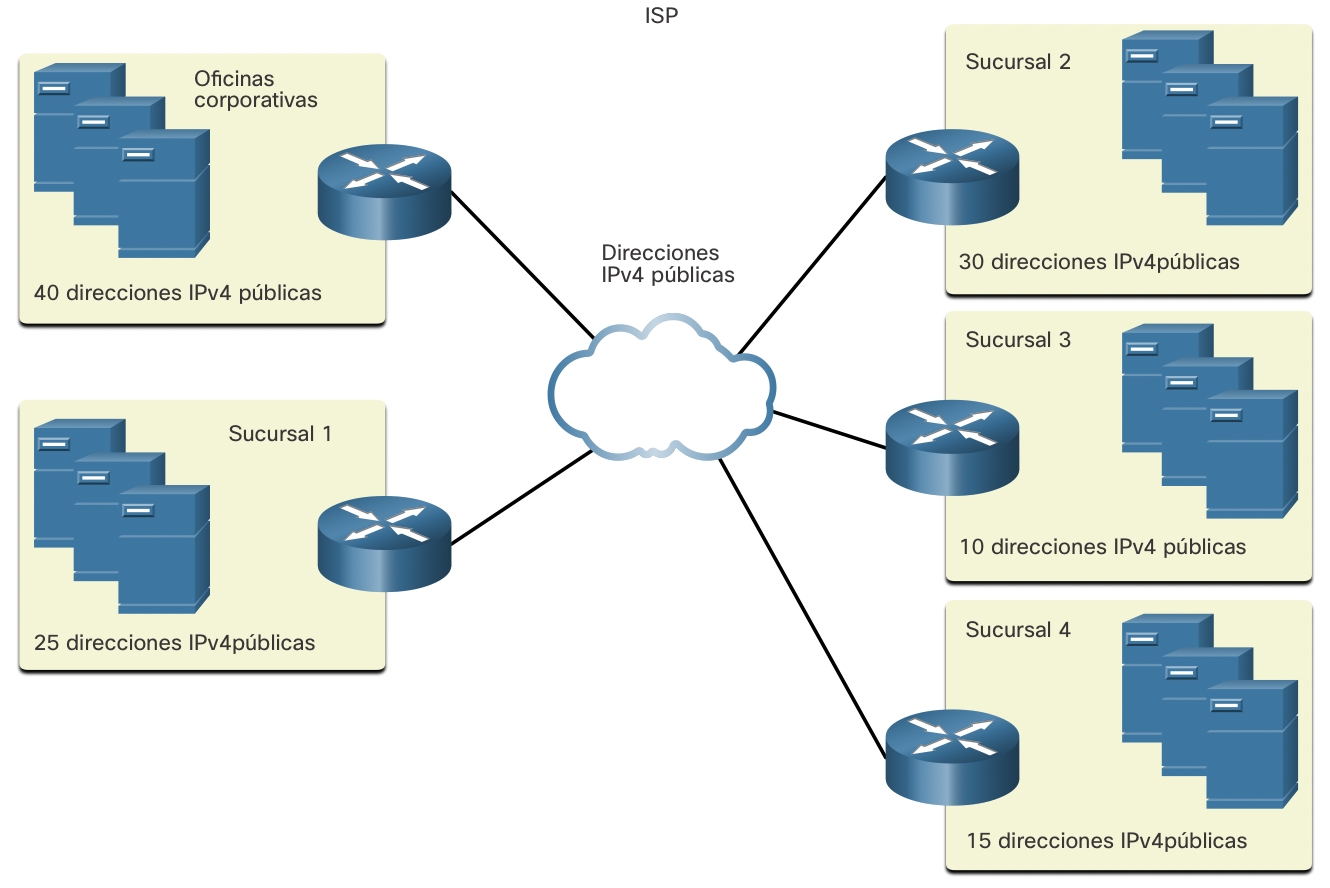 ISP
Oficinas
corporativas
40 direcciones IPv4 públicas
Sucursal 1
25 direcciones IPv4públicas
Direcciones
IPv4 públicas
Sucursal 2
30 direcciones IPv4públicas
Sucursal 3
10 direcciones IPv4 públicas
Sucursal 4
15 direcciones IPv4públicas